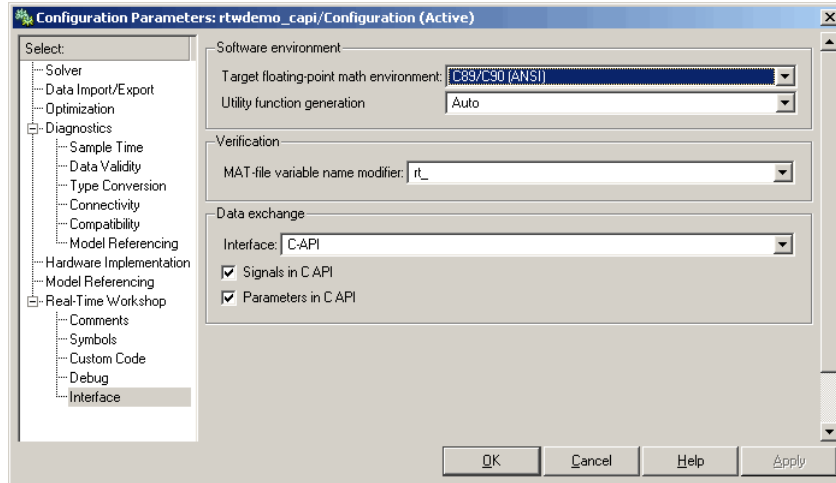 Configuration Parameters: rtwdemo_capi/Configuration (Active)
Select:
Solver
Data Import/Export
Optimization
Diagnostics
Sample Time
Data Validity
Type Conversion
Connectivity
Compatibility
Model Referencing
Hardware Implementation
Model Referencing
Real-Time Workshop
Comments
Symbols
Custom Code
Debug
Interface
Software environment
Target floating-point math environment: C89/C90 (ANSI)
Utility function generation Auto
Verification
MAT-file variable name modifier: rt_
Data exchange
Interface: C-API
Signals in C API
Parameters in C API
OK Cancel Help Apply